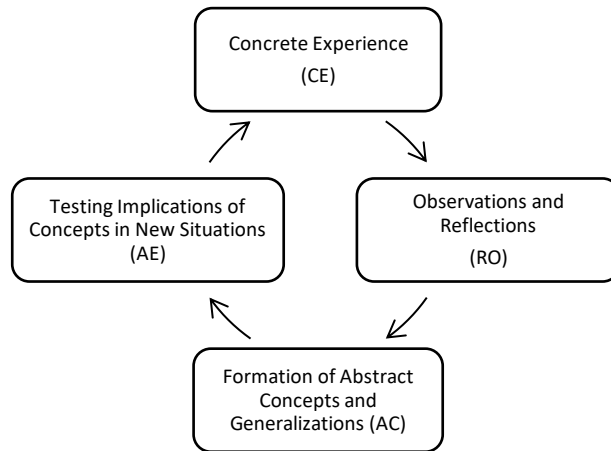 Concrete Experience
(CE)
Testing Implications of
Concepts in New Situations
(AE)
Observations and
Reflections
(RO)
Formation of Abstract
Concepts and
Generalizations (AC)